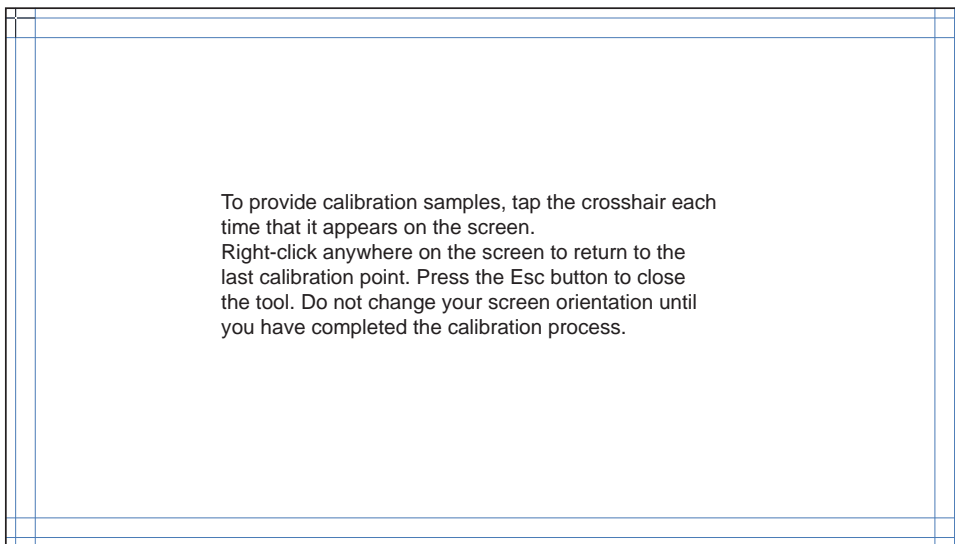 To provide calibration samples, tap the crosshair each
time that it appears on the screen.
Right-click anywhere on the screen to return to the
last calibration point. Press the Esc button to close
the tool. Do not change your screen orientation until
you have completed the calibration process.